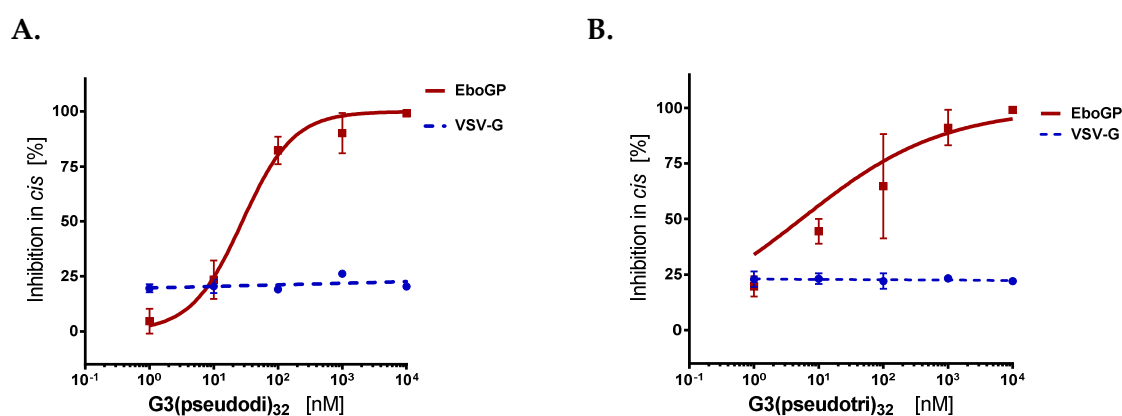 A.
EboGP
VSV-G
Inhibition in cis [%]
100
75
50
25
0
10-1
100
101
102
103
104
G3(pseudodi)32 [nM]
B.
EboGP
VSV-G
Inhibition in cis [%]
100
75
50
25
0
10-1
100
101
102
103
104
G3(pseudotri)32 [nM]